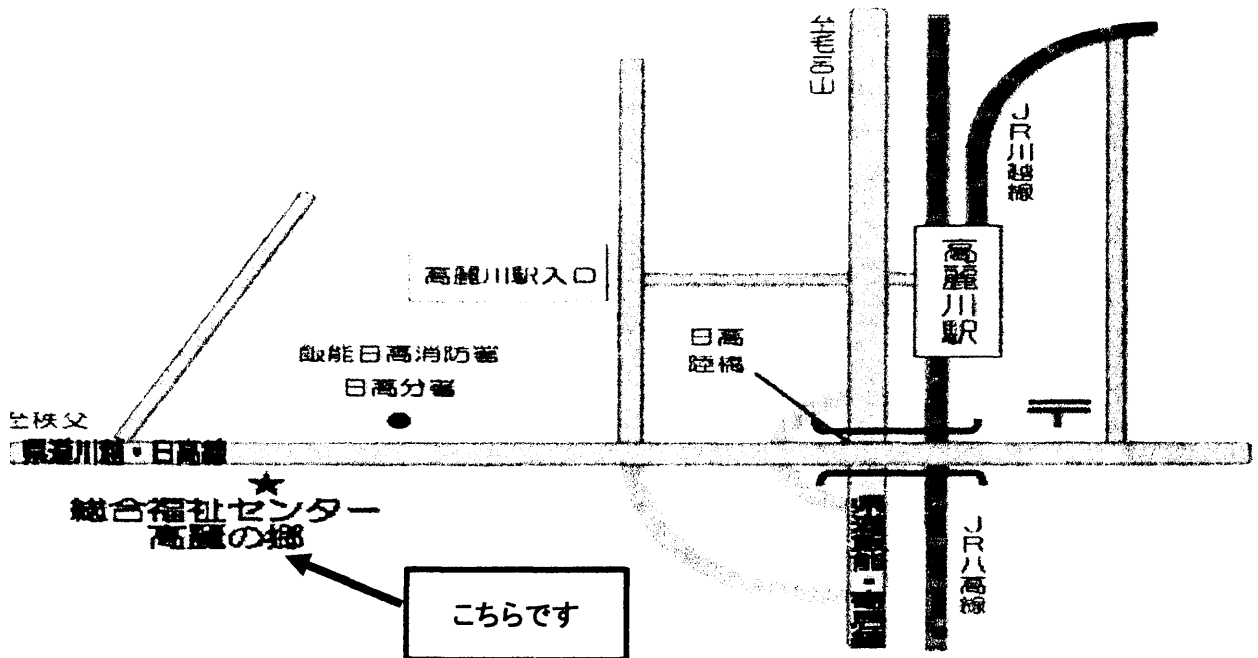 至毛呂山
JR川越線
高麗川駅入口
高麗川駅
日高
陸橋
飯能日高消防署
日高分署
至秩父
県道川越・日高線
〒
★
総合福祉センター
高麗の郷
JR八高線
こちらです